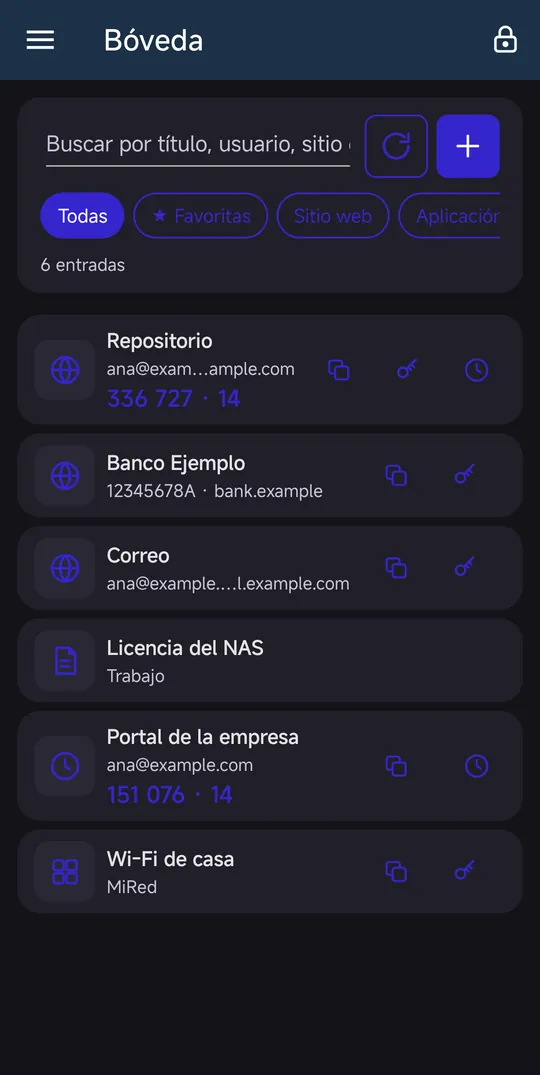 Bóveda
Buscar por título, usuario, sitio
Todas
★ Favoritas
Sitio web
Aplicación
6 entradas
Repositorio
ana@exam...ample.com
336 727 · 14
Banco Ejemplo
12345678A · bank.example
Correo
ana@example....l.example.com
Licencia del NAS
Trabajo
Portal de la empresa
ana@example.com
151 076 · 14
Wi-Fi de casa
MiRed